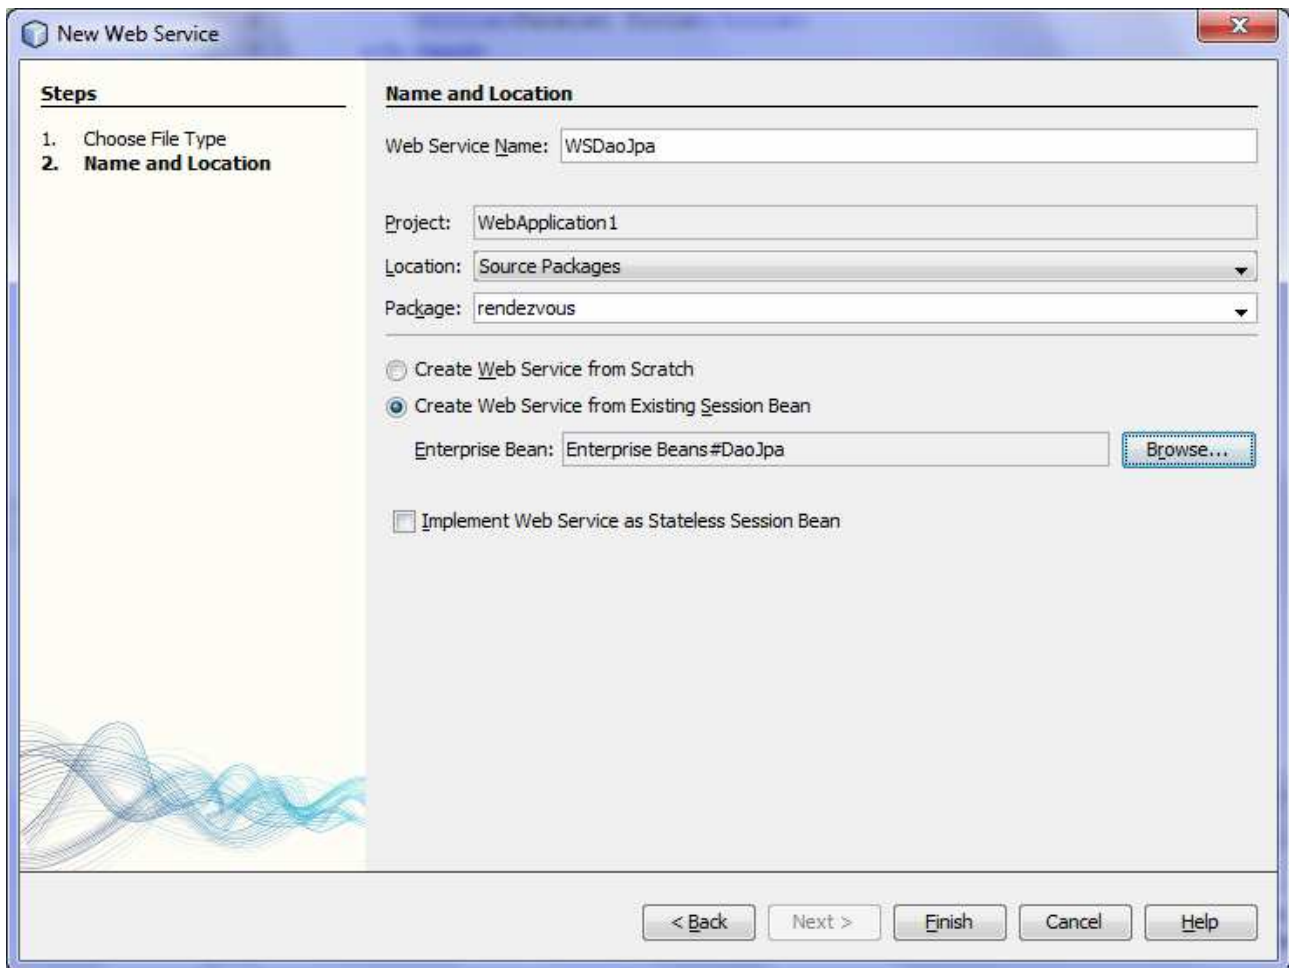 New Web Service
Steps
1. Choose File Type
2. Name and Location
Name and Location
Web Service Name: WSDaoJpa
Project: WebApplication1
Location: Source Packages
Package: rendezvous
Create Web Service from Scratch
Create Web Service from Existing Session Bean
Enterprise Bean: Enterprise Beans#DaoJpa Browse...
Implement Web Service as Stateless Session Bean
< Back Next > Finish Cancel Help